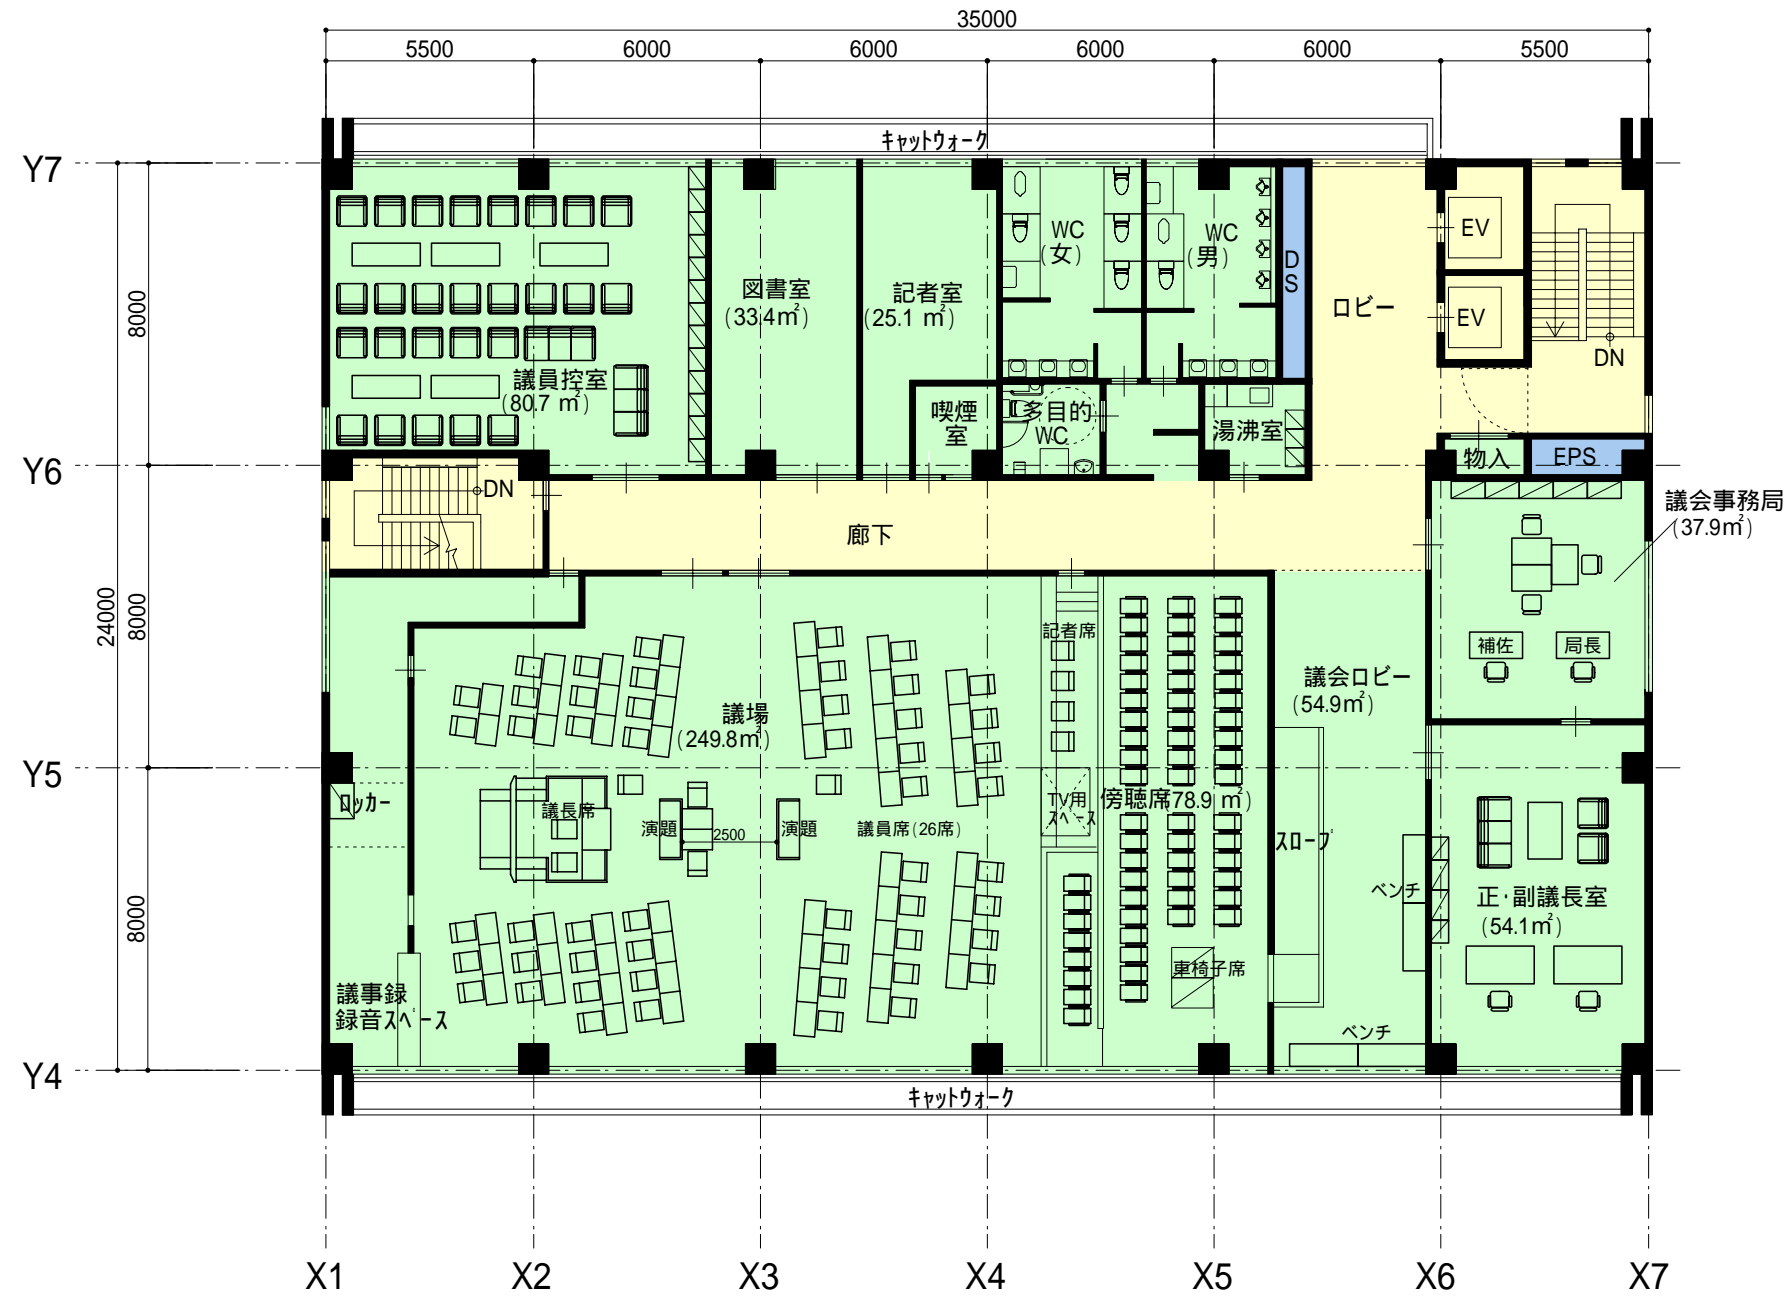 35000
5500 6000 6000 6000 6000 5500
キャットウォーク
Y7
WC
(女)
WC
(男)
EV
DS
図書室
(33.4㎡)
記者室
(25.1 ㎡)
ロビー
EV
8000
DN
議員控室
(80.7 ㎡)
喫煙
室
多目的
WC
湯沸室
Y6
物入
EPS
DN
議会事務局
(37.9㎡)
廊下
24000
8000
記者席
補佐
局長
議場
(249.8㎡)
議会ロビー
(54.9㎡)
Y5
ロッカー
議長席
演題
2500
演題
議員席(26席)
TV用
スペース
傍聴席(78.9 ㎡)
スロープ
8000
ベンチ
正・副議長室
(54.1㎡)
車椅子席
議事録
録音スペース
ベンチ
Y4
キャットウォーク
X1 X2 X3 X4 X5 X6 X7